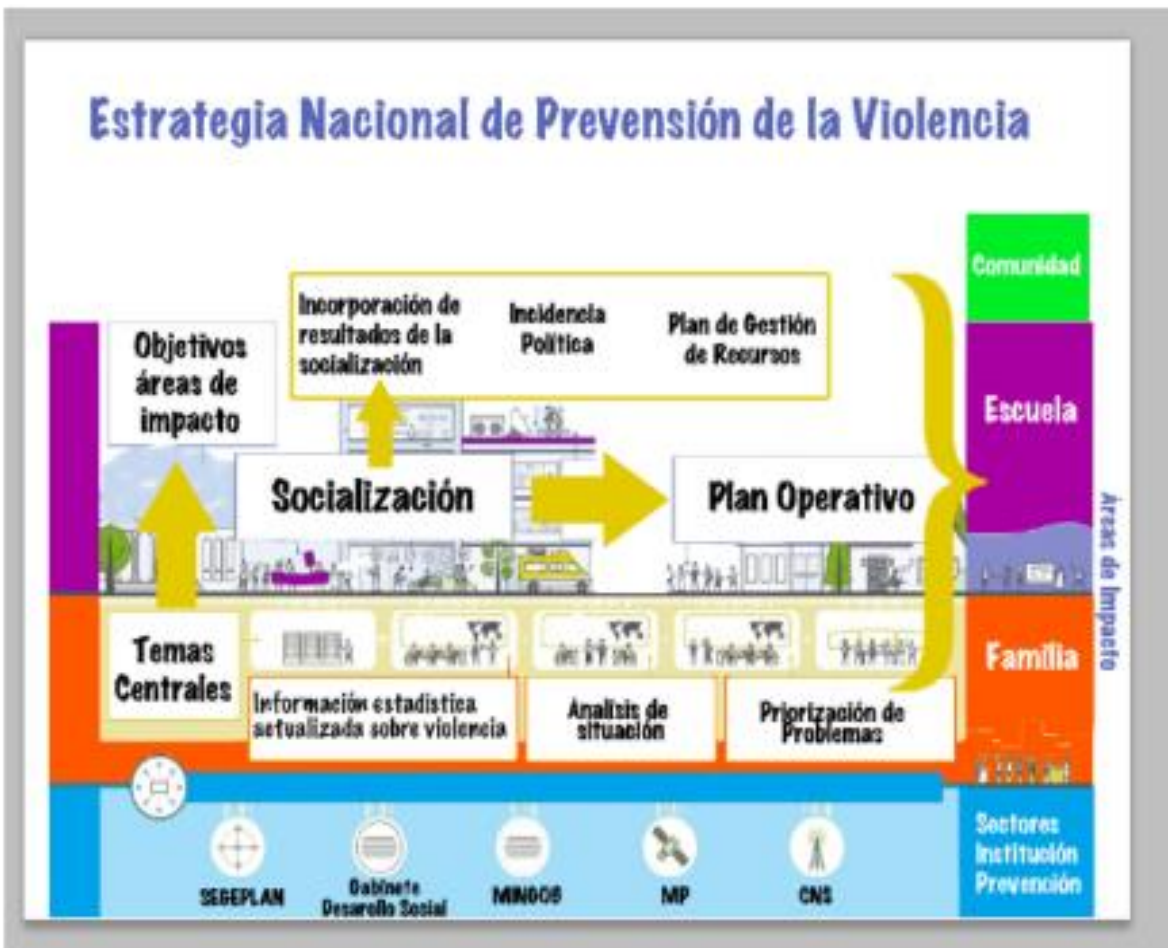 Estrategia Nacional de Prevensión de la Violencia
Comunidad
Incorporación de
resultados de la
socialización
Incidencia
Política
Plan de Gestión
de Recursos
Objetivos
áreas de
impacto
Escuela
Socialización
Plan Operativo
Áreas de Impacto
Temas
Centrales
Familia
Información estadística
actualizada sobre violencia
Analisis de
situación
Priorización de
Problemas
Sectores
Institución
Prevención
SEGEPLAN
Gabinete
Desarollo Social
MINGOB
MP
CNS